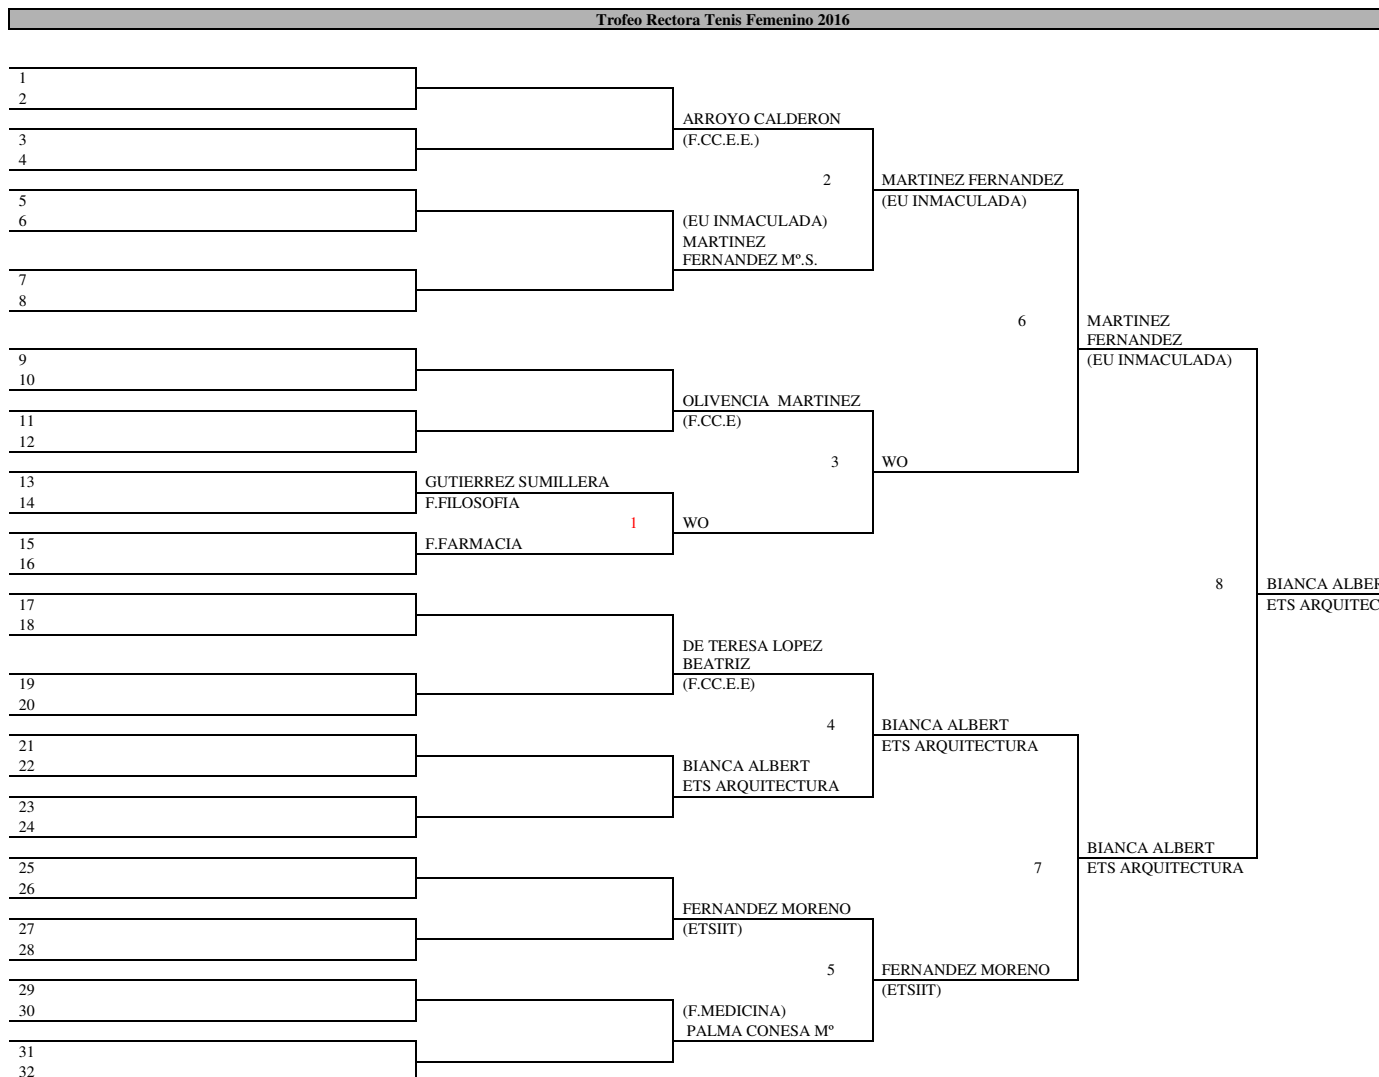 Trofeo Rectora Tenis Femenino 2016
1
2
ARROYO CALDERON
3
(F.CC.E.E.)
4
2
MARTINEZ FERNANDEZ
5
(EU INMACULADA)
6
(EU INMACULADA)
MARTINEZ
FERNANDEZ Mº.S.
7
8
6
MARTINEZ
FERNANDEZ
9
(EU INMACULADA)
10
OLIVENCIA MARTINEZ
11
(F.CC.E)
12
3
WO
13
GUTIERREZ SUMILLERA
14
F.FILOSOFIA
1
WO
15
F.FARMACIA
16
8
BIANCA ALBER
17
ETS ARQUITEC
18
DE TERESA LOPEZ
BEATRIZ
19
(F.CC.E.E)
20
4
BIANCA ALBERT
21
ETS ARQUITECTURA
22
BIANCA ALBERT
ETS ARQUITECTURA
23
24
BIANCA ALBERT
25
7
ETS ARQUITECTURA
26
FERNANDEZ MORENO
27
(ETSIIT)
28
5
FERNANDEZ MORENO
29
(ETSIIT)
30
(F.MEDICINA)
PALMA CONESA Mº
31
32